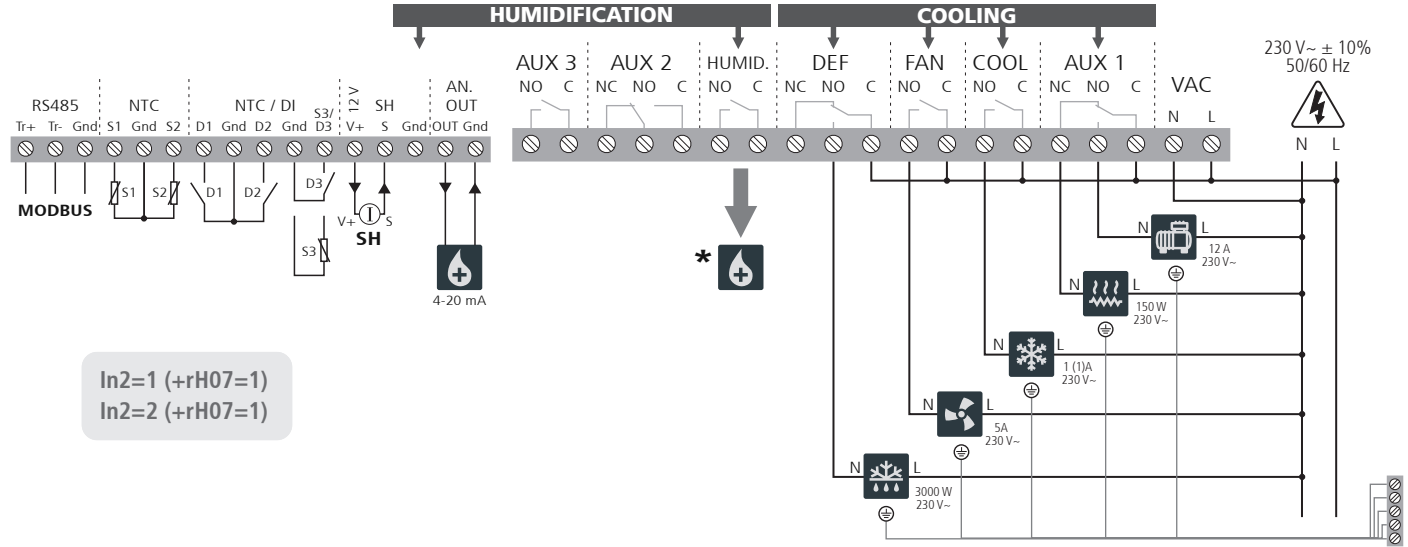 HUMIDIFICATION
COOLING
AUX 3
AUX 2
HUMID.
DEF
FAN
COOL
AUX 1
VAC
230 V~ ± 10%
50/60 Hz
NO C
NC NO C
NO C
NC NO C
NO C
NO C
NC NO C
N L
N L
RS485
NTC
NTC / DI
12 V
SH
AN.
OUT
Tr+ Tr- Gnd
S1 Gnd S2
D1 Gnd D2 Gnd
S3/
D3
V+ S Gnd
OUT Gnd
MODBUS
S1
S2
D1
D2
D3
S3
V+
I
S
SH
4-20 mA
*
N
L
12 A
230 V~
N
L
150 W
230 V~
N
L
1 (1)A
230 V~
N
L
5A
230 V~
N
L
3000 W
230 V~
In2=1 (+rH07=1)
In2=2 (+rH07=1)